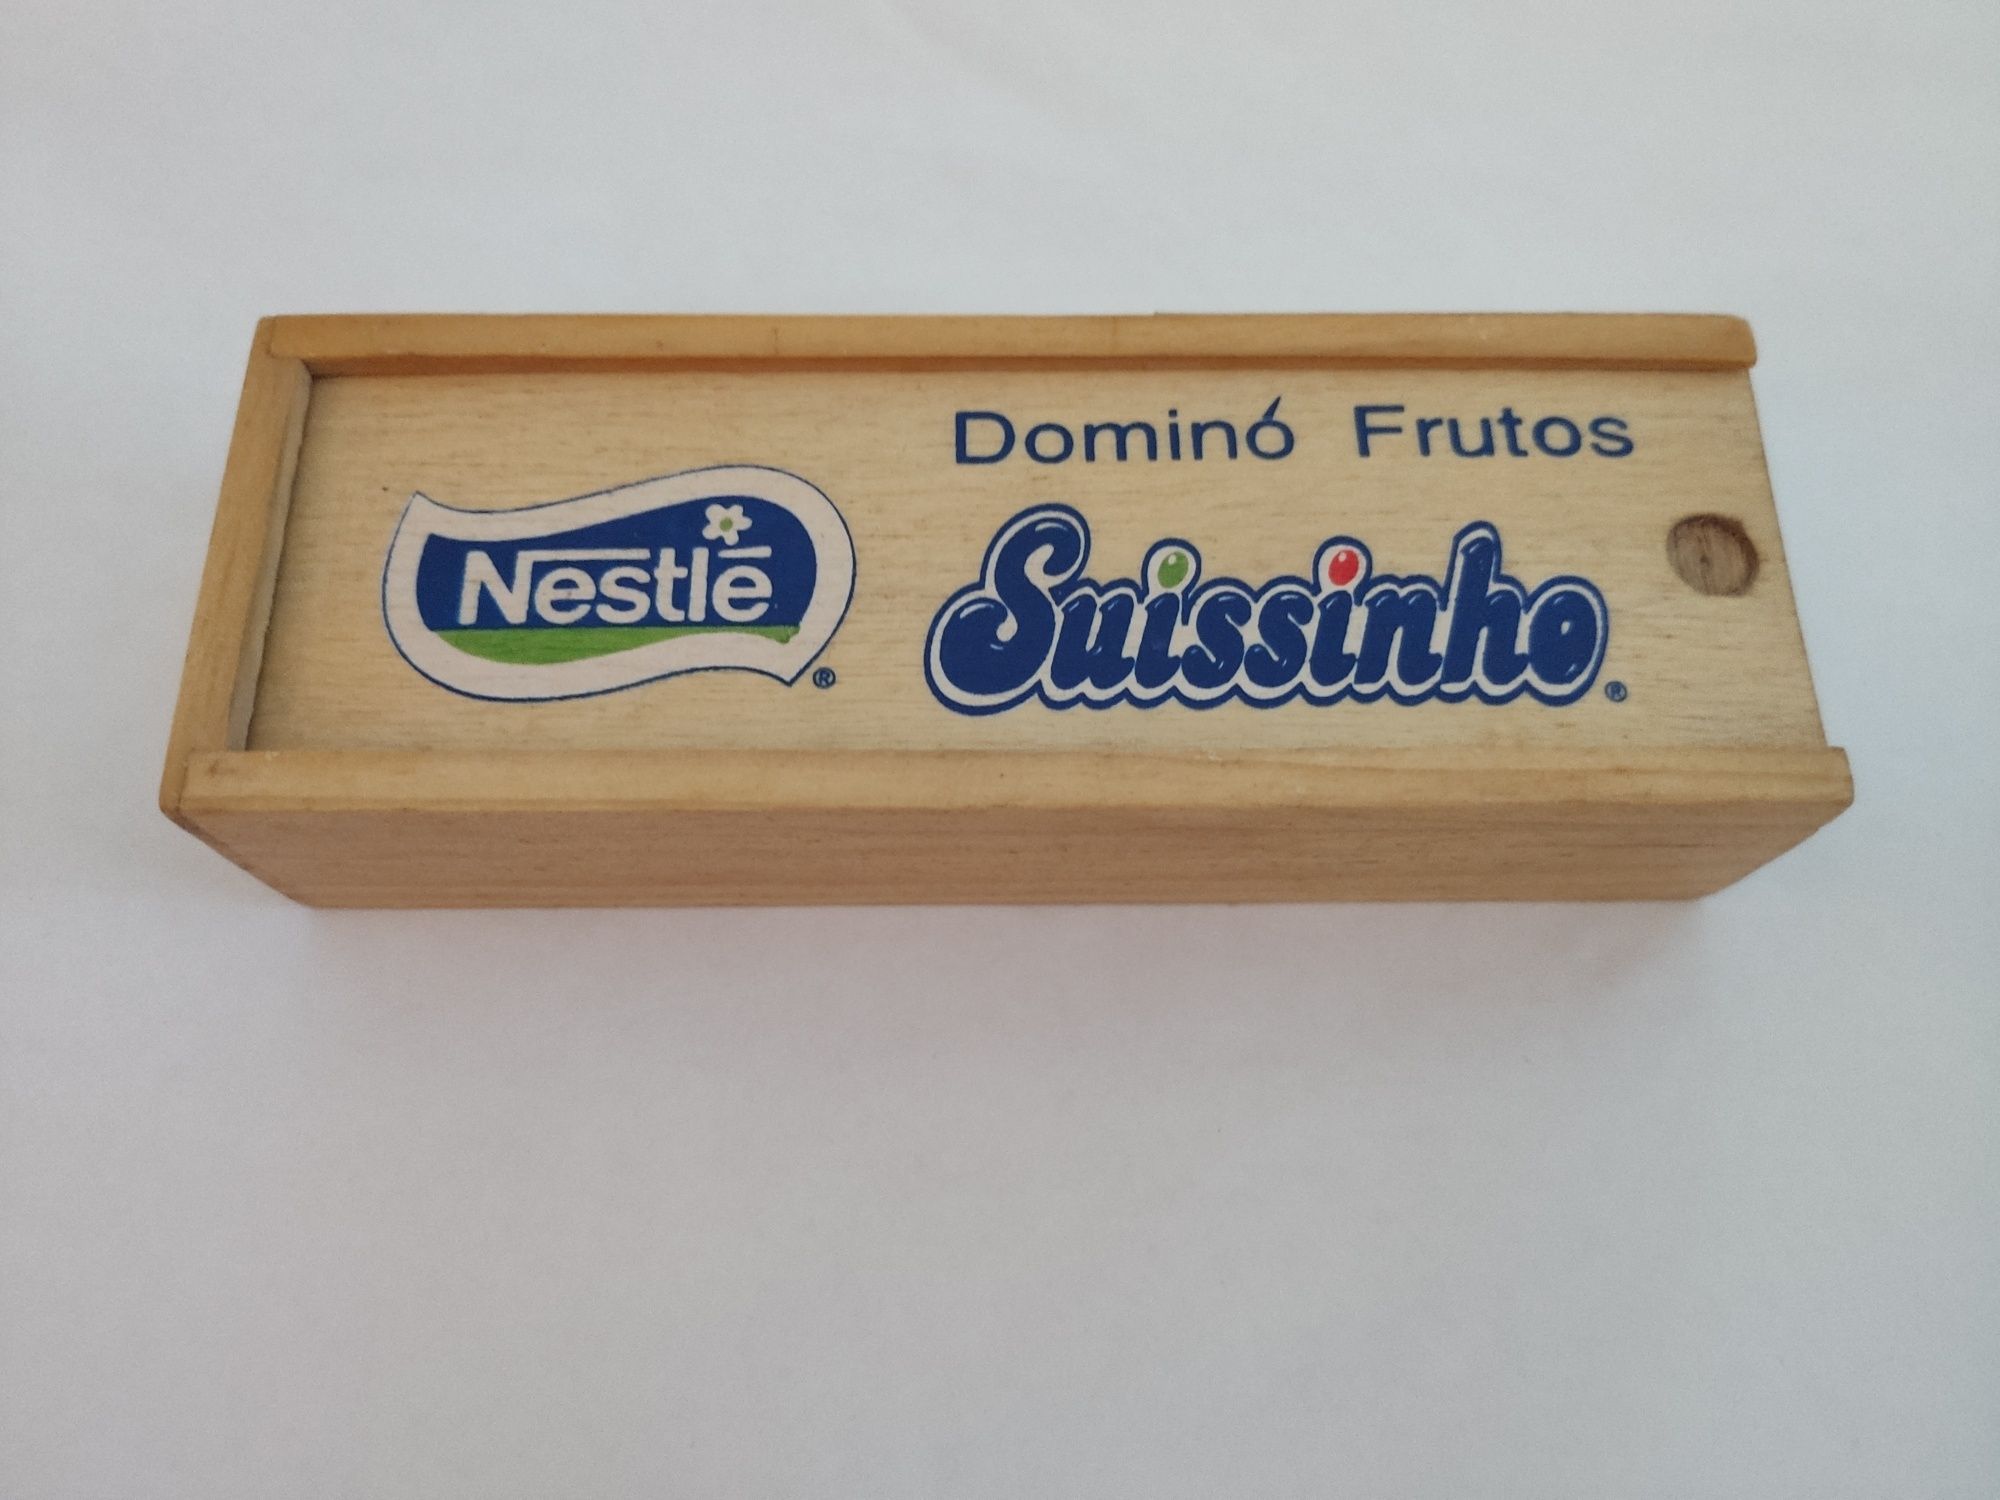 Dominó Frutos
Nestlé ®
Suissinho ®